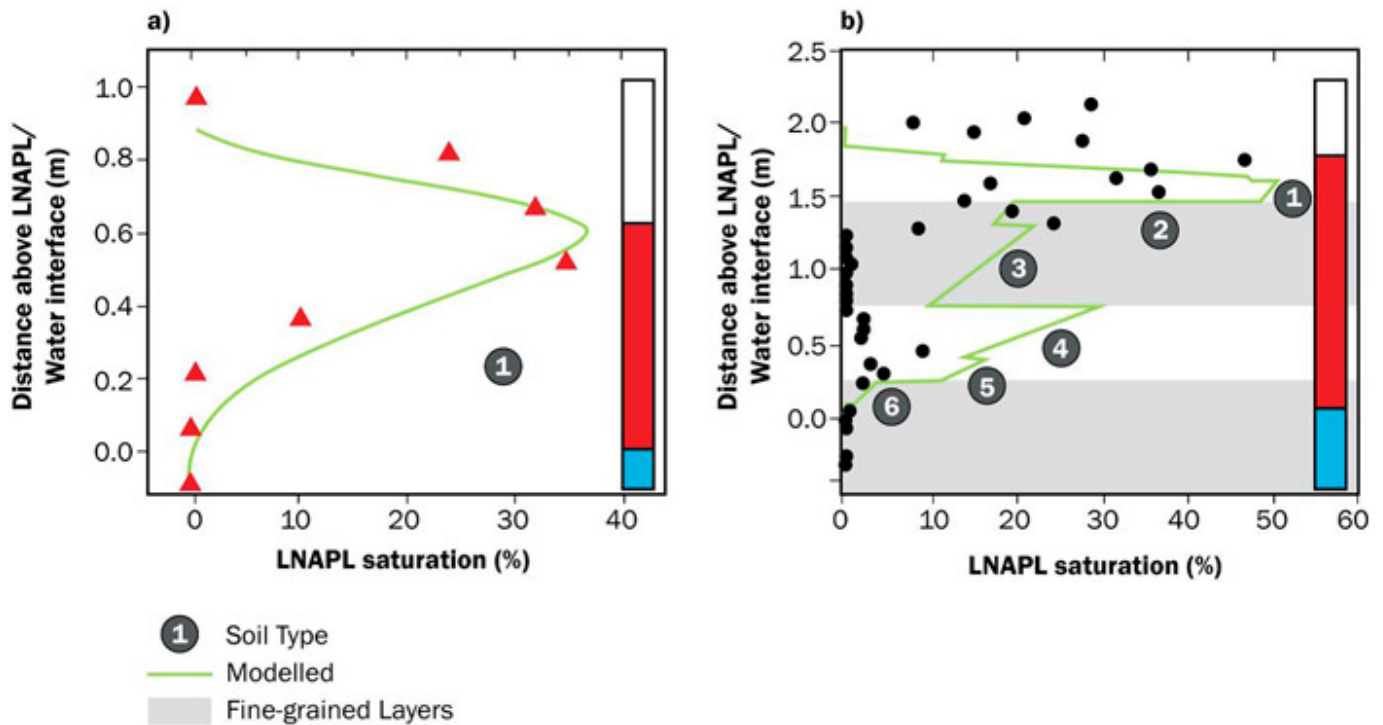 a)
Distance above LNAPL/
Water interface (m)
1.0
0.8
0.6
0.4
0.2
0.0
1
0
10
20
30
40
LNAPL saturation (%)
b)
Distance above LNAPL/
Water interface (m)
2.5
2.0
1.5
1.0
0.5
0.0
1
2
3
4
5
6
0
10
20
30
40
50
60
LNAPL saturation (%)
1 Soil Type
Modelled
Fine-grained Layers